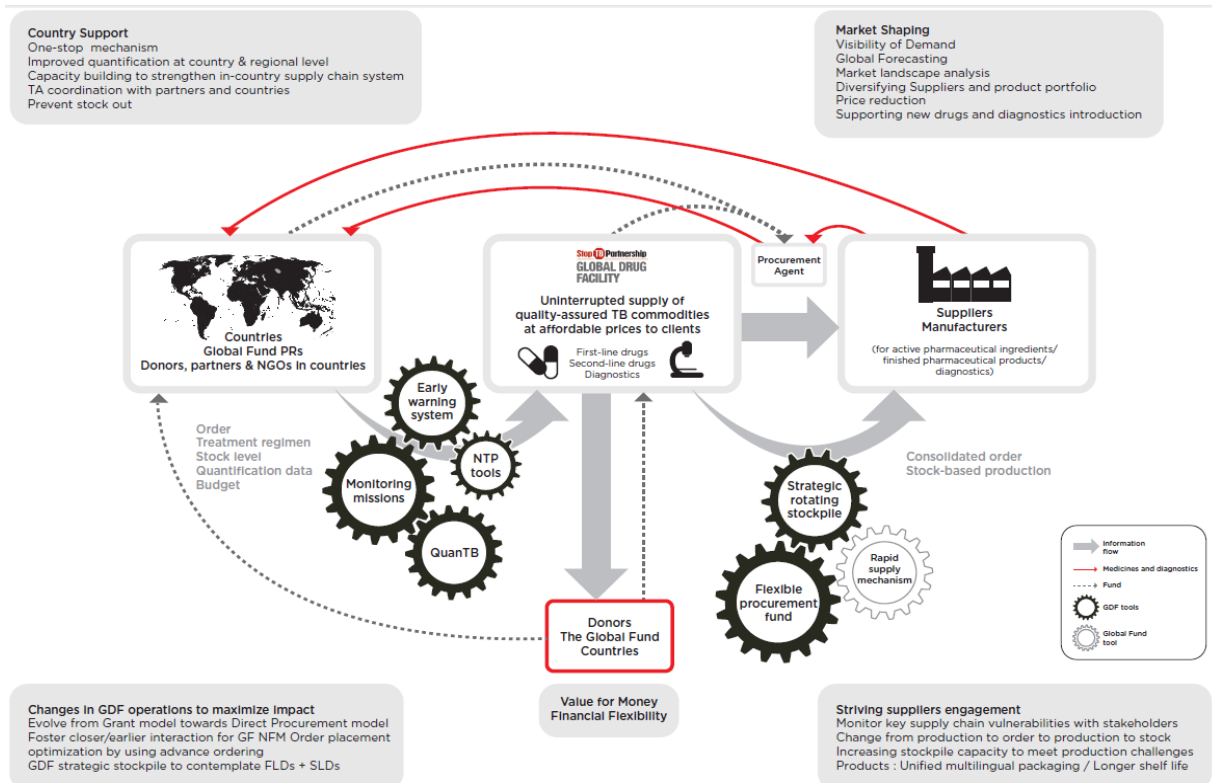 Country Support
One-stop mechanism
Improved quantification at country & regional level
Capacity building to strengthen in-country supply chain system
TA coordination with partners and countries
Prevent stock out
Market Shaping
Visibility of Demand
Global Forecasting
Market landscape analysis
Diversifying Suppliers and product portfolio
Price reduction
Supporting new drugs and diagnostics introduction
Countries
Global Fund PRs
Donors, partners & NGOs in countries
Stop TB Partnership
GLOBAL DRUG
FACILITY
Uninterrupted supply of
quality-assured TB commodities
at affordable prices to clients
First-line drugs
Second-line drugs
Diagnostics
Procurement
Agent
Suppliers
Manufacturers
(for active pharmaceutical ingredients/
finished pharmaceutical products/
diagnostics)
Order
Treatment regimen
Stock level
Quantification data
Budget
Early
warning
system
NTP
tools
Monitoring
missions
QuanTB
Consolidated order
Stock-based production
Strategic
rotating
stockpile
Rapid
supply
mechanism
Flexible
procurement
fund
Information
flow
Medicines and diagnostics
Fund
GDF tools
Global Fund
tool
Donors
The Global Fund
Countries
Value for Money
Financial Flexibility
Changes in GDF operations to maximize impact
Evolve from Grant model towards Direct Procurement model
Foster closer/earlier interaction for GF NFM Order placement
optimization by using advance ordering
GDF strategic stockpile to contemplate FLDs + SLDs
Striving suppliers engagement
Monitor key supply chain vulnerabilities with stakeholders
Change from production to order to production to stock
Increasing stockpile capacity to meet production challenges
Products : Unified multilingual packaging / Longer shelf life